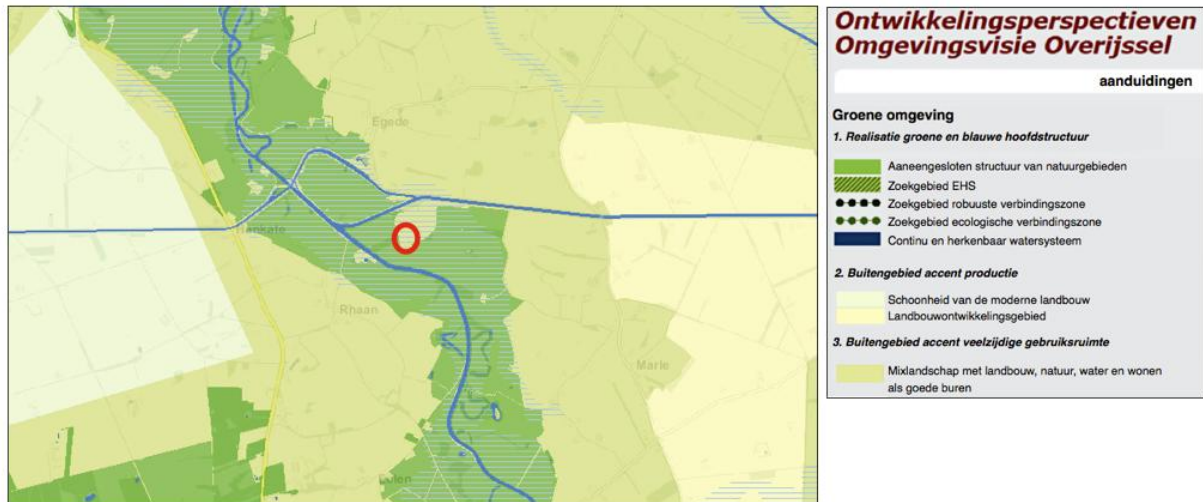 Egede
Hankate
Rhaan
Marle
Eelen
Ontwikkelingsperspectieven
Omgevingsvisie Overijssel
aanduidingen
Groene omgeving
1. Realisatie groene en blauwe hoofdstructuur
Aaneengesloten structuur van natuurgebieden
Zoekgebied EHS
Zoekgebied robuuste verbindingszone
Zoekgebied ecologische verbindingszone
Continu en herkenbaar watersysteem
2. Buitengebied accent productie
Schoonheid van de moderne landbouw
Landbouwontwikkelingsgebied
3. Buitengebied accent veelzijdige gebruiksruimte
Mixlandschap met landbouw, natuur, water en wonen
als goede buren